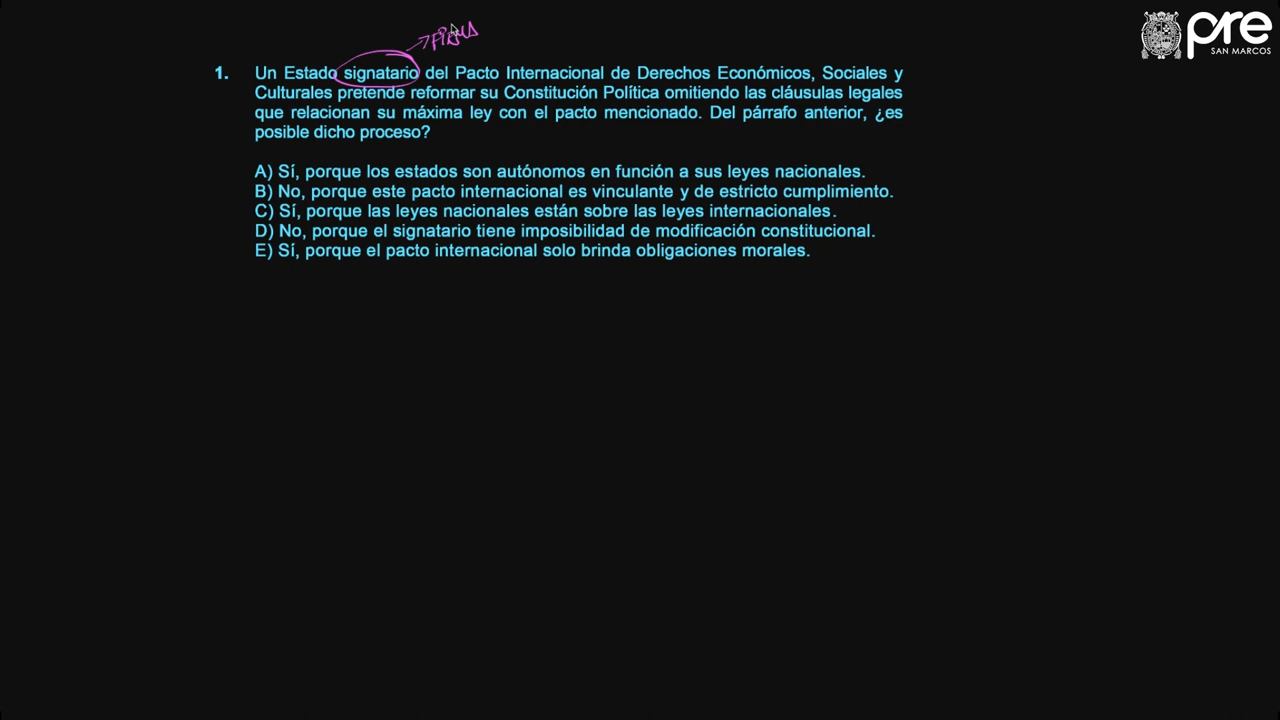 pre
SAN MARCOS
FIRMA
1. Un Estado signatario del Pacto Internacional de Derechos Económicos, Sociales y
Culturales pretende reformar su Constitución Política omitiendo las cláusulas legales
que relacionan su máxima ley con el pacto mencionado. Del párrafo anterior, ¿es
posible dicho proceso?
A) Sí, porque los estados son autónomos en función a sus leyes nacionales.
B) No, porque este pacto internacional es vinculante y de estricto cumplimiento.
C) Sí, porque las leyes nacionales están sobre las leyes internacionales.
D) No, porque el signatario tiene imposibilidad de modificación constitucional.
E) Sí, porque el pacto internacional solo brinda obligaciones morales.